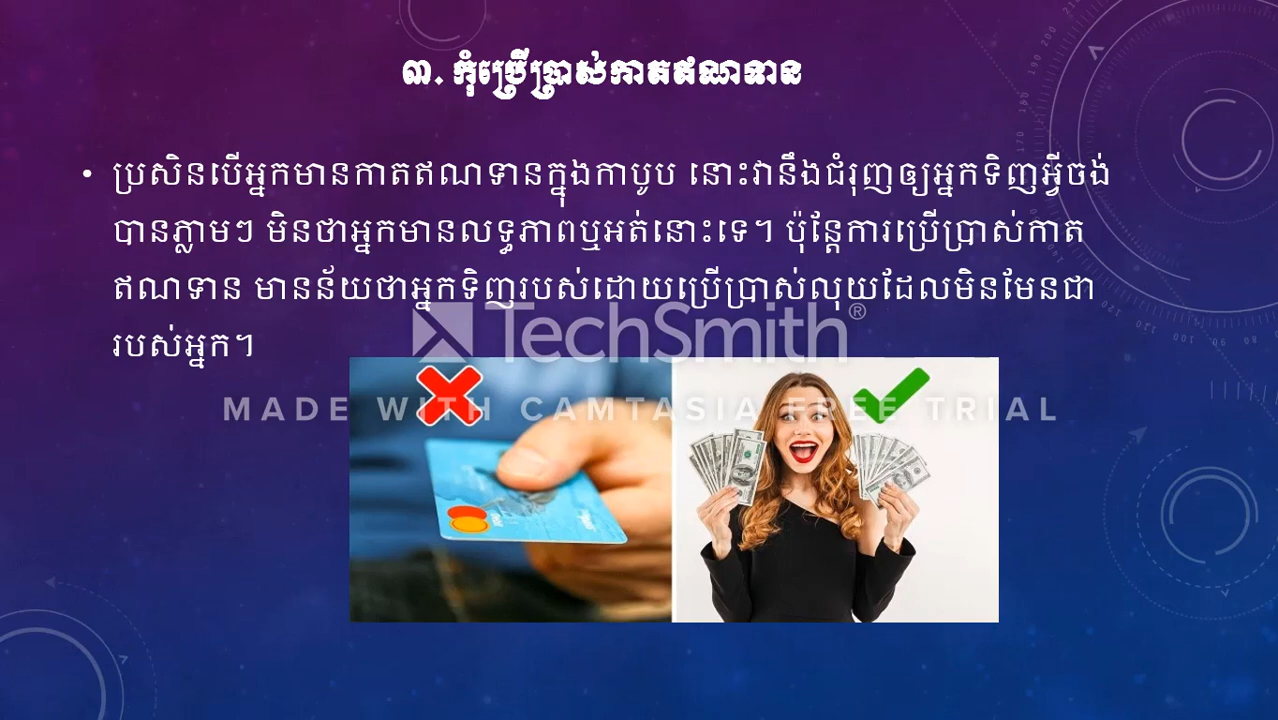 ៣. កុំប្រើប្រាស់កាតឥណទាន
• ប្រសិនបើអ្នកមានកាតឥណទានក្នុងកាបូប នោះវានឹងជំរុញឲ្យអ្នកទិញអ្វីចង់
បានភ្លាមៗ មិនថាអ្នកមានលទ្ធភាពឬអត់នោះទេ។ ប៉ុន្តែការប្រើប្រាស់កាត
ឥណទាន មានន័យថាអ្នកទិញរបស់ដោយប្រើប្រាស់លុយដែលមិនមែនជា
របស់អ្នក។
TechSmith®
MADE WITH CAMTASIA FREE TRIAL